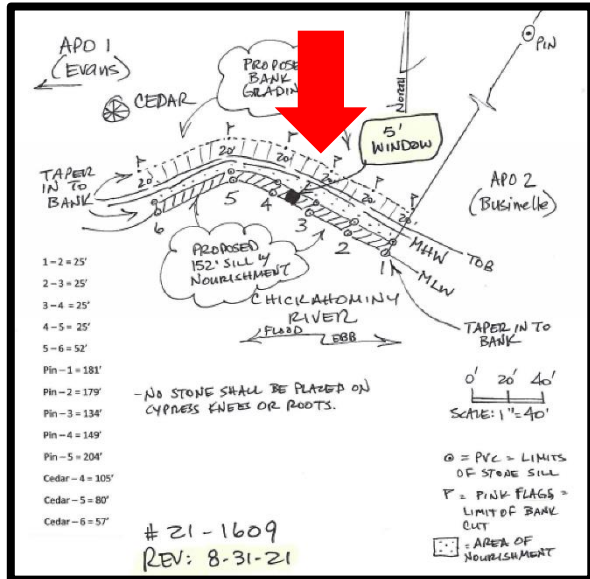 APO 1
(Evans)
CEDAR
PROPOSED
BANK
GRADIN
NORTH
PIN
5'
WINDOW
APO 2
(Businelle)
TAPER
IN TO
BANK
20'
20'
20'
20'
20'
6
5
4
3
2
1
MHW
TOB
MLW
PROPOSED
152' SILL W/
NOURISHMENT
CHICKAHOMINY
RIVER
FLOOD
EBB
TAPER IN TO
BANK
1 – 2 = 25'
2 – 3 = 25'
3 – 4 = 25'
4 – 5 = 25'
5 – 6 = 52'
Pin – 1 = 181'
Pin – 2 = 179'
Pin – 3 = 134'
Pin – 4 = 149'
Pin – 5 = 204'
Cedar – 4 = 105'
Cedar – 5 = 80'
Cedar – 6 = 57'
- NO STONE SHALL BE PLACED ON
CYPRESS KNEES OR ROOTS.
0' 20' 40'
SCALE: 1" = 40'
= PVC = LIMITS
OF STONE SILL
= PINK FLAGS =
LIMIT OF BANK
CUT
= AREA OF
NOURISHMENT
# 21-1609
REV: 8-31-21